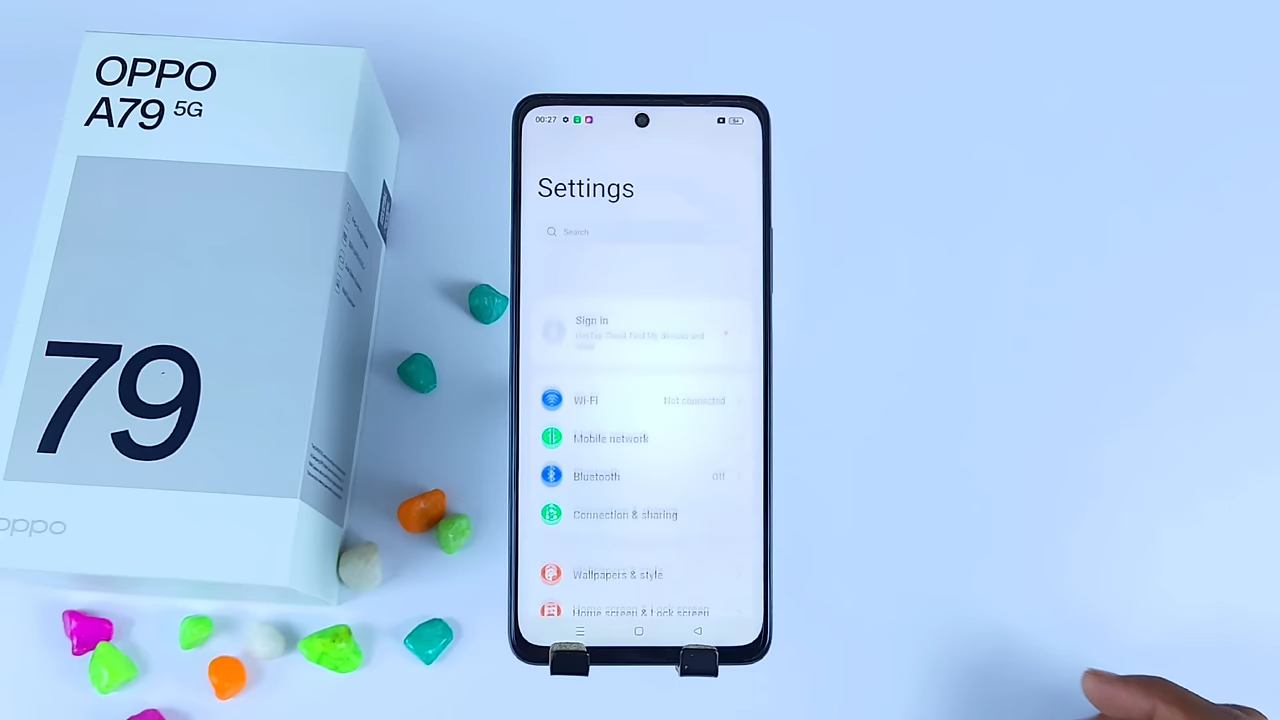 OPPO
A79 5G
79
oppo
00:27
Settings
Search
Sign in
Wi-Fi Not connected
Mobile network
Bluetooth Off
Connection & sharing
Wallpapers & style
Home screen & Lock screen